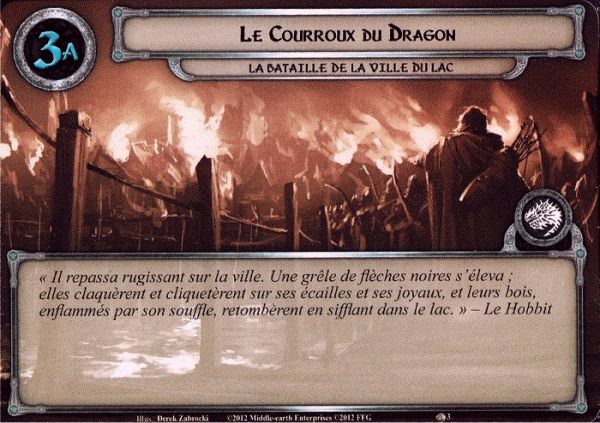 3A
LE COURROUX DU DRAGON
LA BATAILLE DE LA VILLE DU LAC
« Il repassa rugissant sur la ville. Une grêle de flèches noires s'éleva ;
elles claquèrent et cliquetèrent sur ses écailles et ses joyaux, et leurs bois,
enflammés par son souffle, retombèrent en sifflant dans le lac. » – Le Hobbit
Illus. Derek Zabrocki ©2012 Middle-earth Enterprises ©2012 FFG 3